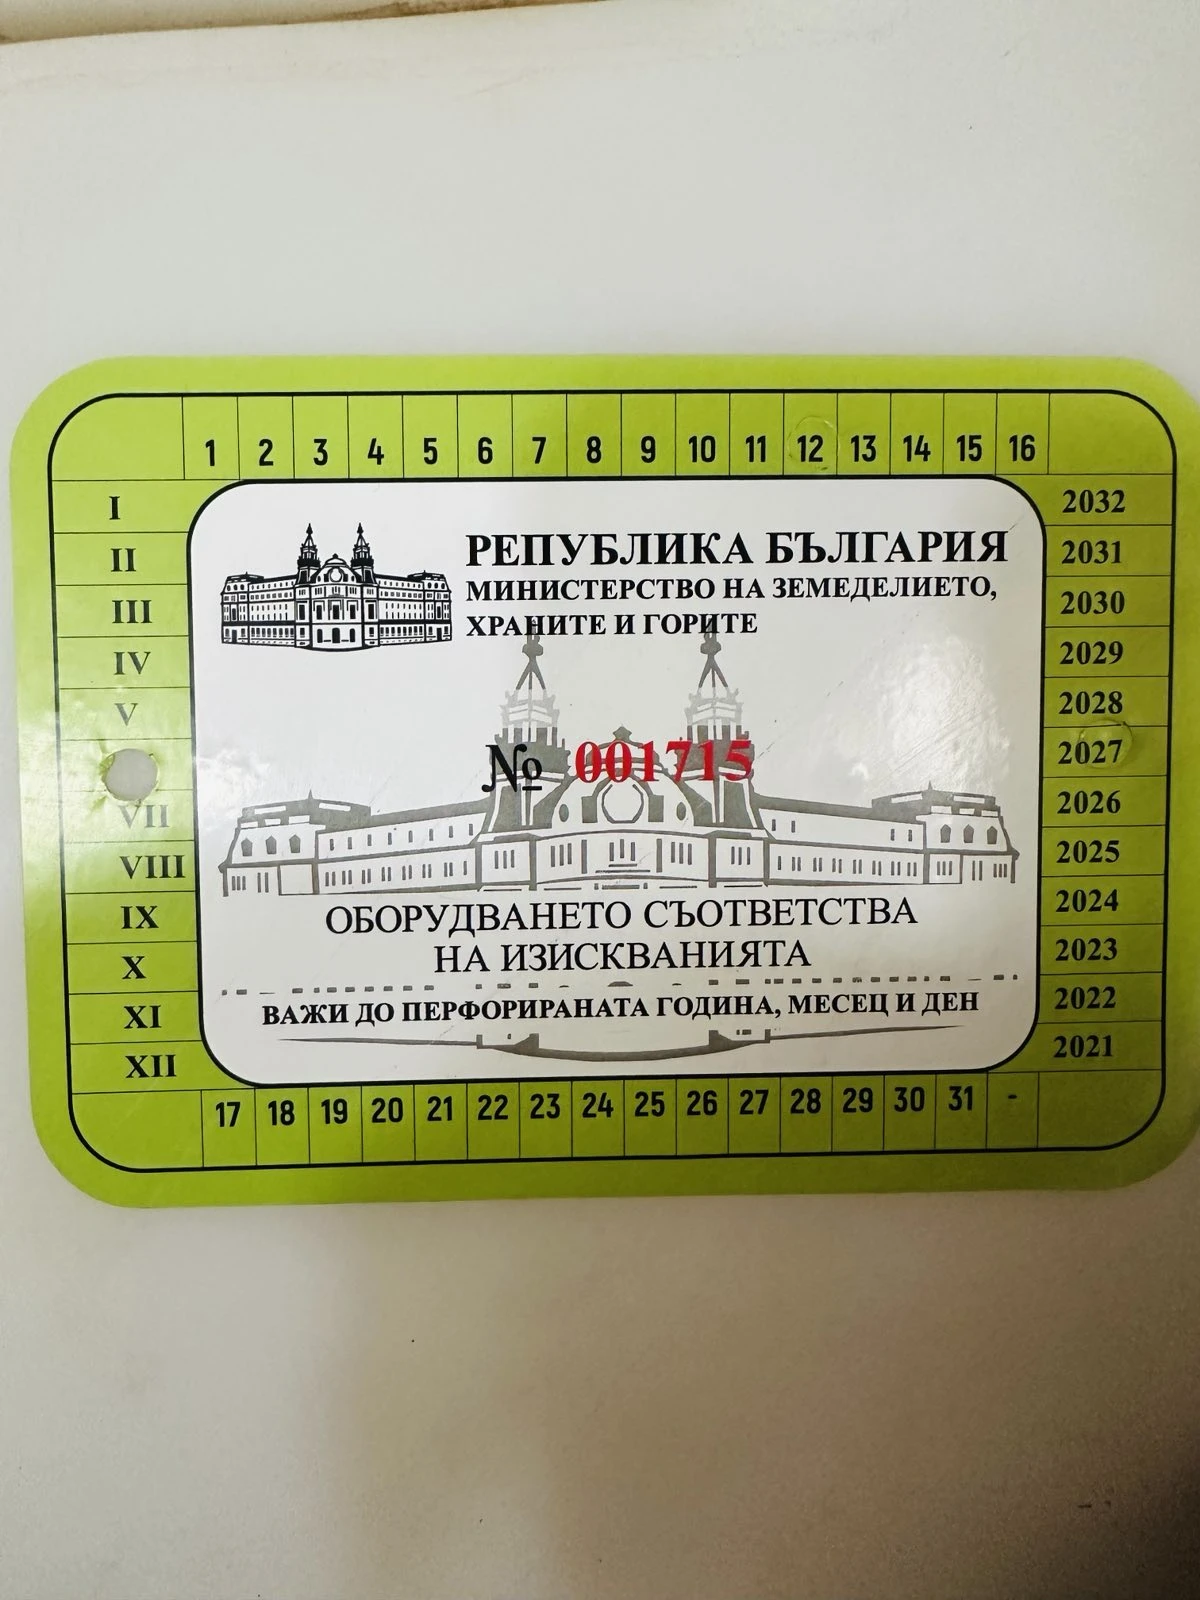 1 2 3 4 5 6 7 8 9 10 11 12 13 14 15 16
I
II
III
IV
V
VII
VIII
IX
X
XI
XII
РЕПУБЛИКА БЪЛГАРИЯ
МИНИСТЕРСТВО НА ЗЕМЕДЕЛИЕТО,
ХРАНИТЕ И ГОРИТЕ
№ 001715
ОБОРУДВАНЕТО СЪОТВЕТСТВА
НА ИЗИСКВАНИЯТА
ВАЖИ ДО ПЕРФОРИРАНАТА ГОДИНА, МЕСЕЦ И ДЕН
2032
2031
2030
2029
2028
2027
2026
2025
2024
2023
2022
2021
17 18 19 20 21 22 23 24 25 26 27 28 29 30 31 -